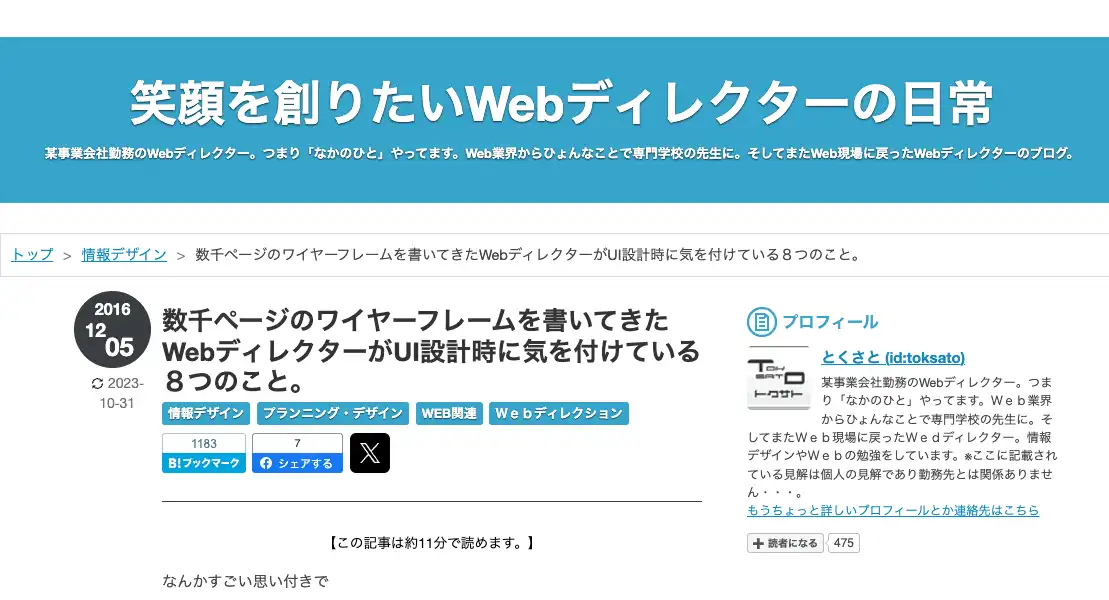 笑顔を創りたいWebディレクターの日常
某事業会社勤務のWebディレクター。つまり「なかのひと」やってます。Web業界からひょんなことで専門学校の先生に。そしてまたWeb現場に戻ったWebディレクターのブログ。
トップ > 情報デザイン > 数千ページのワイヤーフレームを書いてきたWebディレクターがUI設計時に気を付けている８つのこと。
2016
12
05
2023-
10-31
数千ページのワイヤーフレームを書いてきた
WebディレクターがUI設計時に気を付けている
８つのこと。
情報デザイン プランニング・デザイン WEB関連 Ｗｅｂディレクション
1183
B!ブックマーク
7
シェアする
【この記事は約11分で読めます。】
なんかすごい思い付きで
プロフィール
TOK
SATO
トクサト
とくさと (id:toksato)
某事業会社勤務のWebディレクター。つま
り「なかのひと」やってます。Ｗｅｂ業界
からひょんなことで専門学校の先生に。そ
してまたＷｅｂ現場に戻ったＷｅｄディレクター。情報
デザインやＷｅｂの勉強をしています。※ここに記載され
ている見解は個人の見解であり勤務先とは関係ありませ
ん・・・。
もうちょっと詳しいプロフィールとか連絡先はこちら
読者になる 475